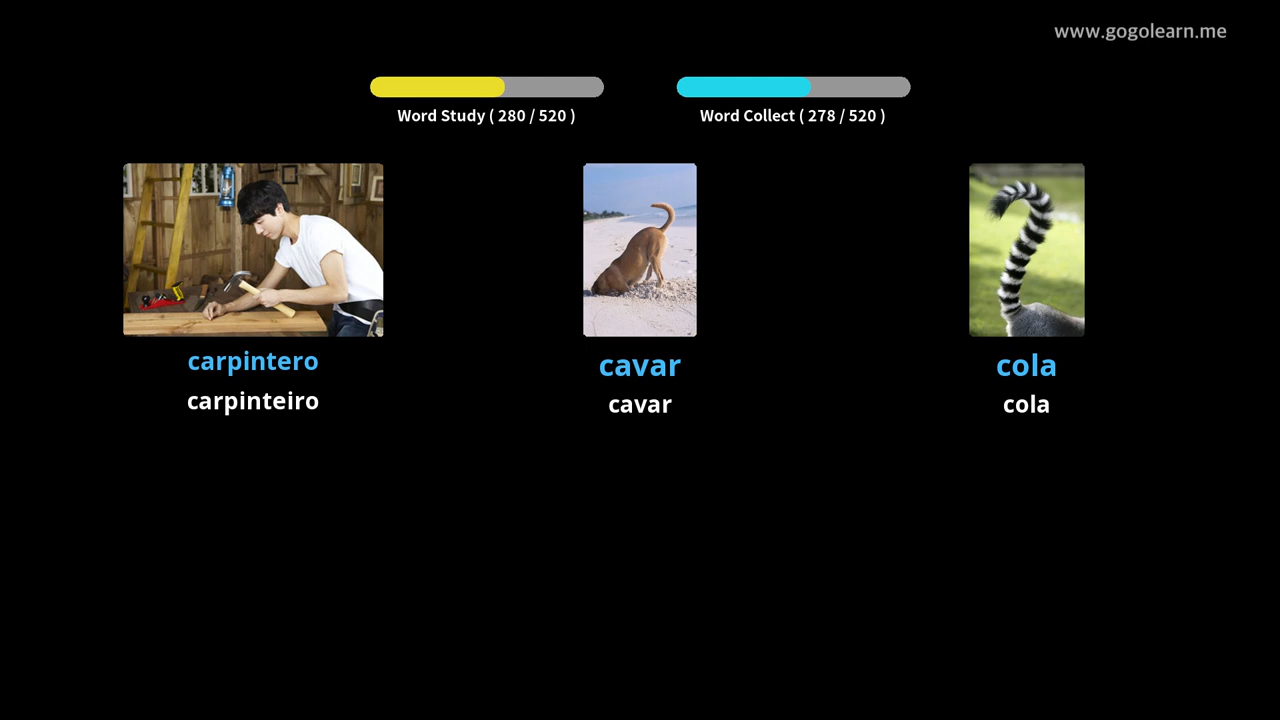 www.gogolearn.me
Word Study ( 280 / 520 )
Word Collect ( 278 / 520 )
carpintero
carpinteiro
cavar
cavar
cola
cola